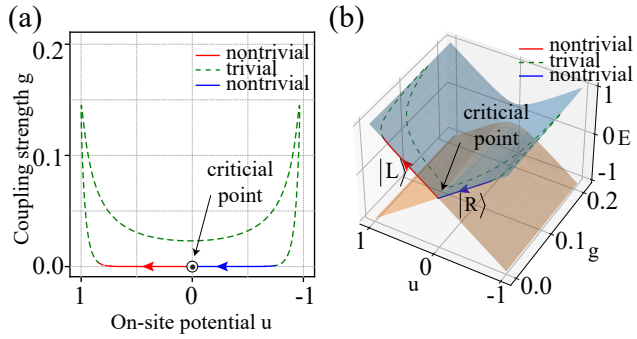 (a)
0.2
0.1
0.0
Coupling strength g
nontrivial
trivial
nontrivial
criticial
point
1
0
-1
On-site potential u
(b)
nontrivial
trivial
nontrivial
criticial
point
|L⟩
|R⟩
1
0
-1
E
0.2
0.1
0.0
g
1
0
-1
u